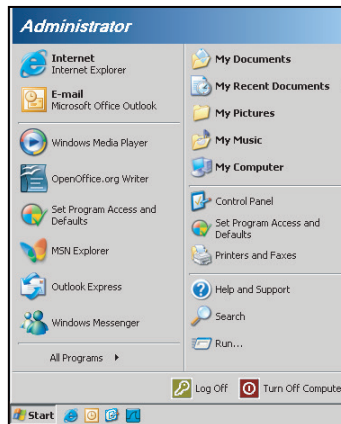 Administrator
Internet
Internet Explorer
E-mail
Microsoft Office Outlook
Windows Media Player
OpenOffice.org Writer
Set Program Access and
Defaults
MSN Explorer
Outlook Express
Windows Messenger
All Programs
My Documents
My Recent Documents
My Pictures
My Music
My Computer
Control Panel
Set Program Access and
Defaults
Printers and Faxes
Help and Support
Search
Run...
Log Off
Turn Off Compute
Start